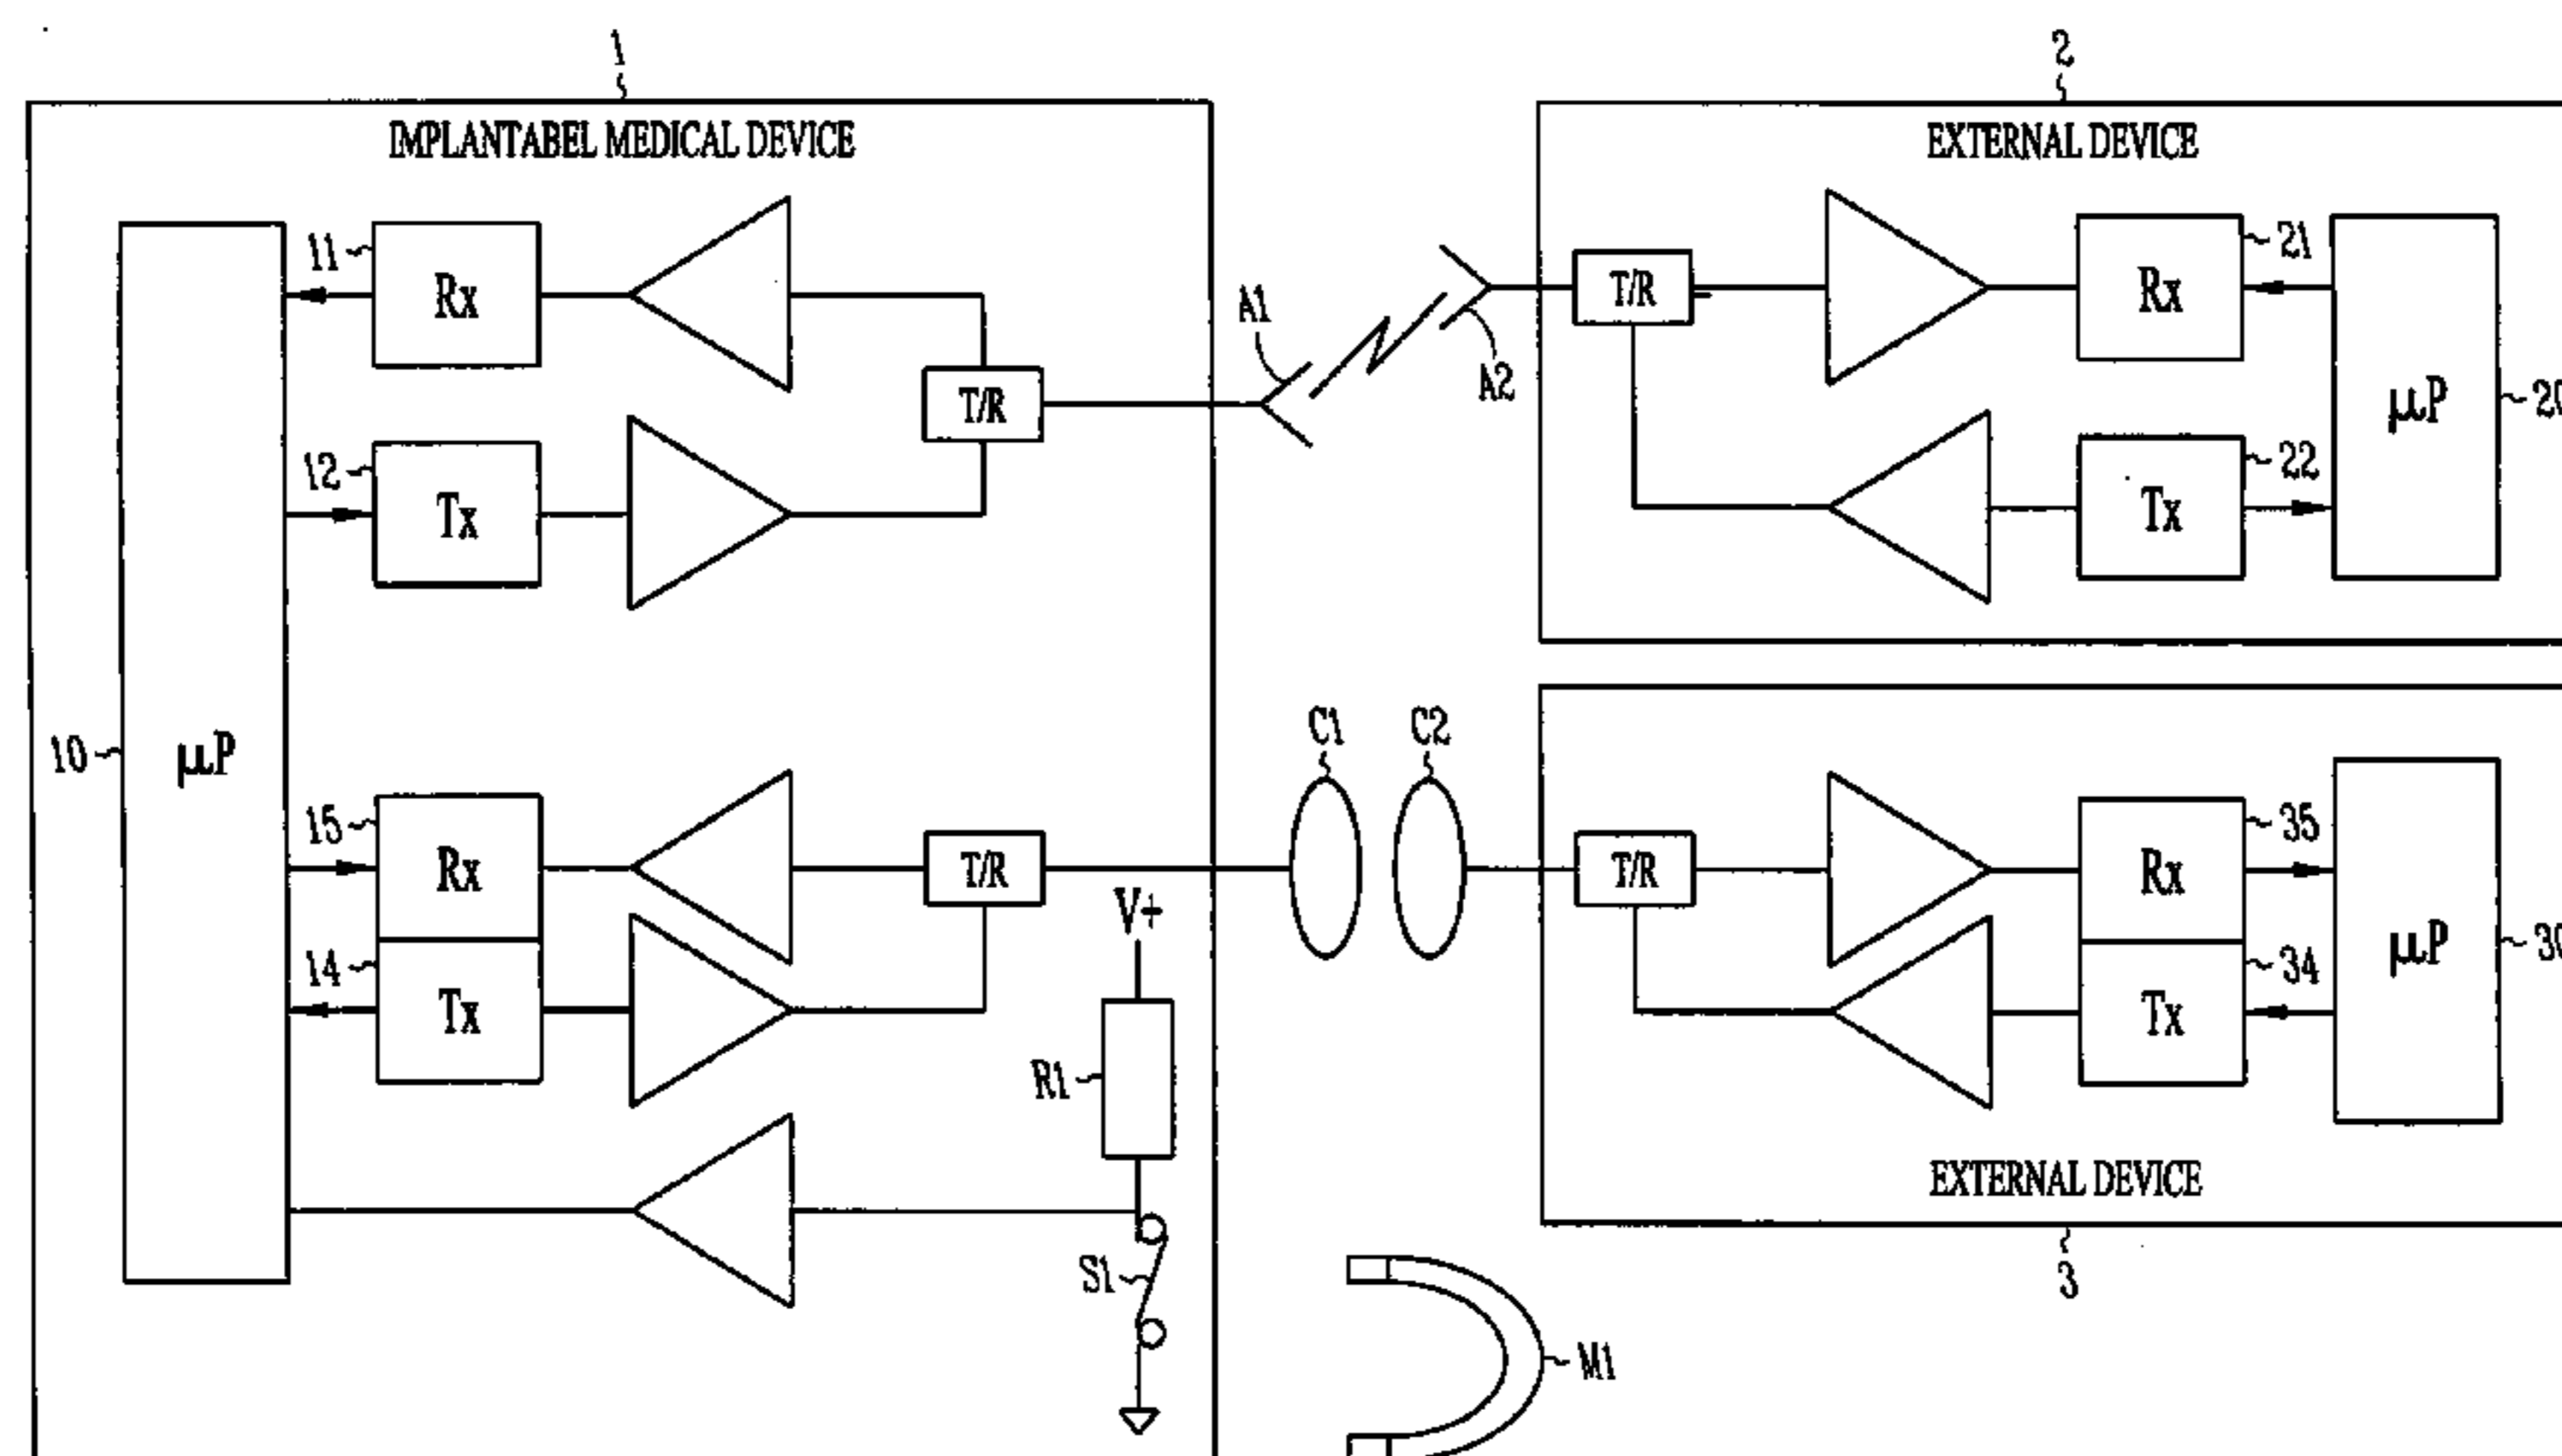 1
2
IMPLANTABEL MEDICAL DEVICE
EXTERNAL DEVICE
11
Rx
T/R
A1
A2
T/R
Rx
21
12
Tx
22
Tx
µP
10
µP
15
Rx
T/R
C1
C2
T/R
Rx
35
14
Tx
V+
34
Tx
µP
R1
EXTERNAL DEVICE
S1
3
M1